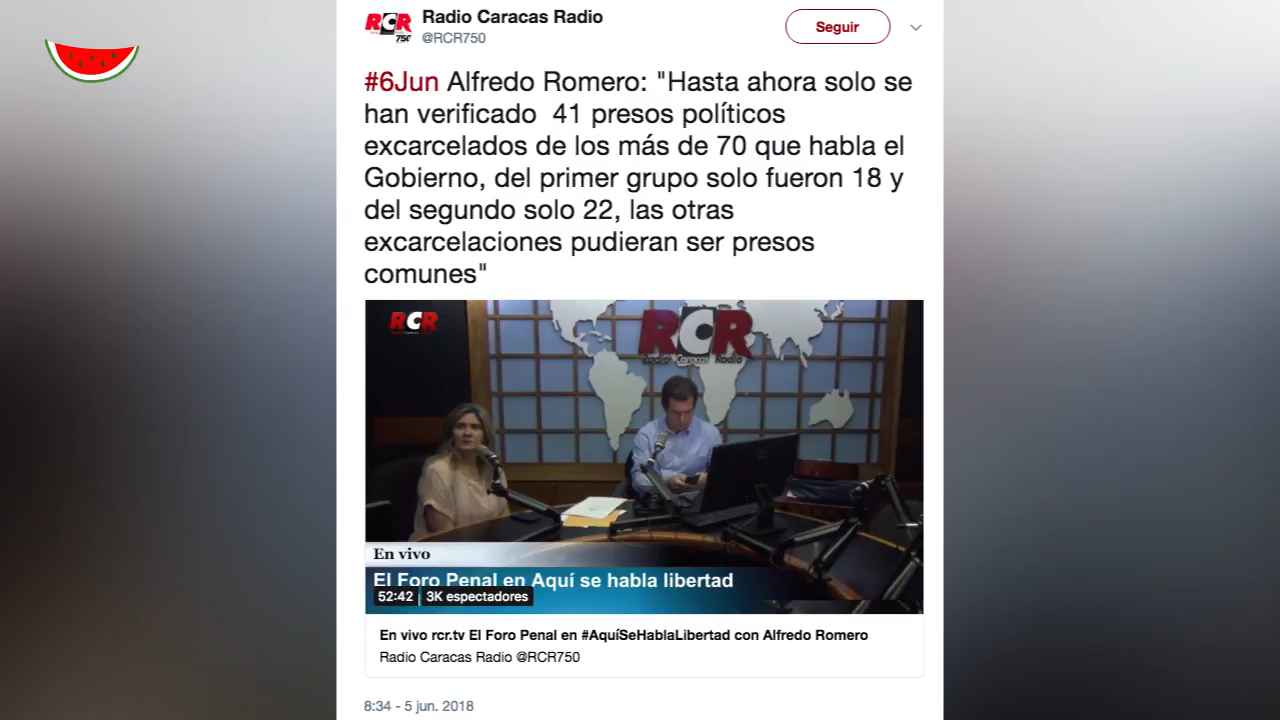 RCR
750
Radio Caracas Radio
@RCR750
Seguir
#6Jun Alfredo Romero: "Hasta ahora solo se
han verificado  41 presos políticos
excarcelados de los más de 70 que habla el
Gobierno, del primer grupo solo fueron 18 y
del segundo solo 22, las otras
excarcelaciones pudieran ser presos
comunes"
RCR
RCR
Radio Caracas Radio
En vivo
El Foro Penal en Aquí se habla libertad
52:42 | 3K espectadores
En vivo rcr.tv El Foro Penal en #AquíSeHablaLibertad con Alfredo Romero
Radio Caracas Radio @RCR750
8:34 - 5 jun. 2018